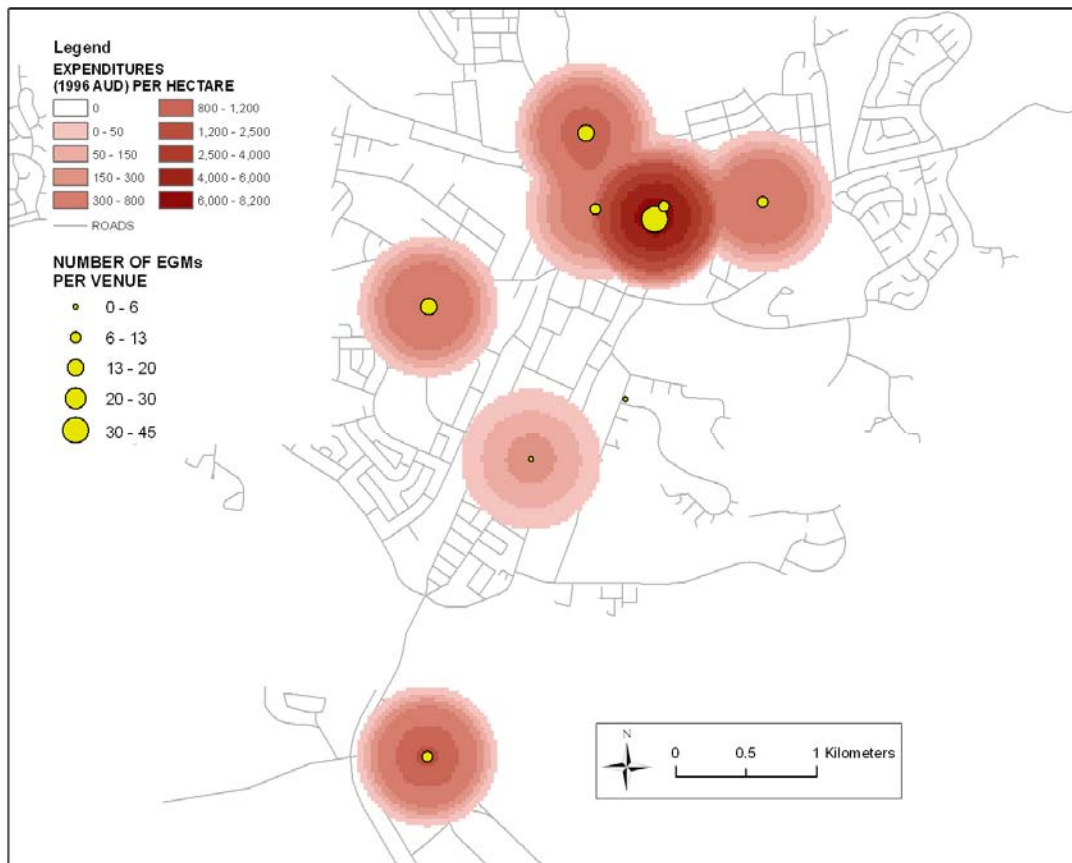 Legend
EXPENDITURES
(1996 AUD) PER HECTARE
0
0 - 50
50 - 150
150 - 300
300 - 800
800 - 1,200
1,200 - 2,500
2,500 - 4,000
4,000 - 6,000
6,000 - 8,200
ROADS
NUMBER OF EGMs
PER VENUE
0 - 6
6 - 13
13 - 20
20 - 30
30 - 45
N
0 0.5 1 Kilometers